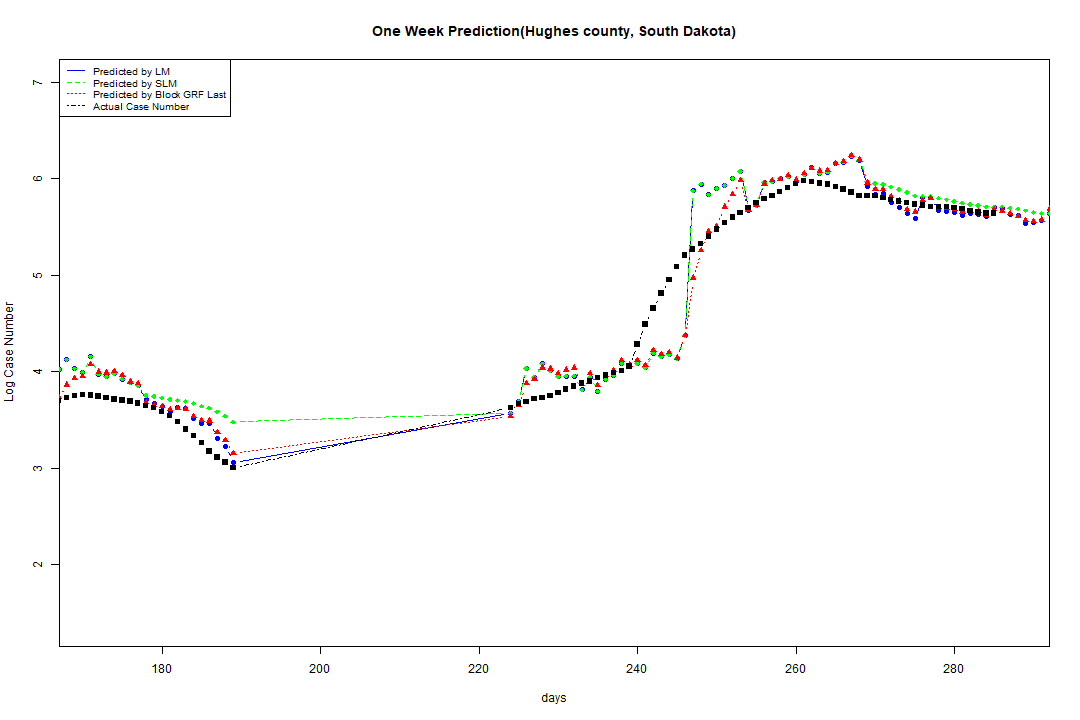 One Week Prediction(Hughes county, South Dakota)
Predicted by LM
Predicted by SLM
Predicted by Block GRF Last
Actual Case Number
7
6
5
4
3
2
Log Case Number
180 200 220 240 260 280
days